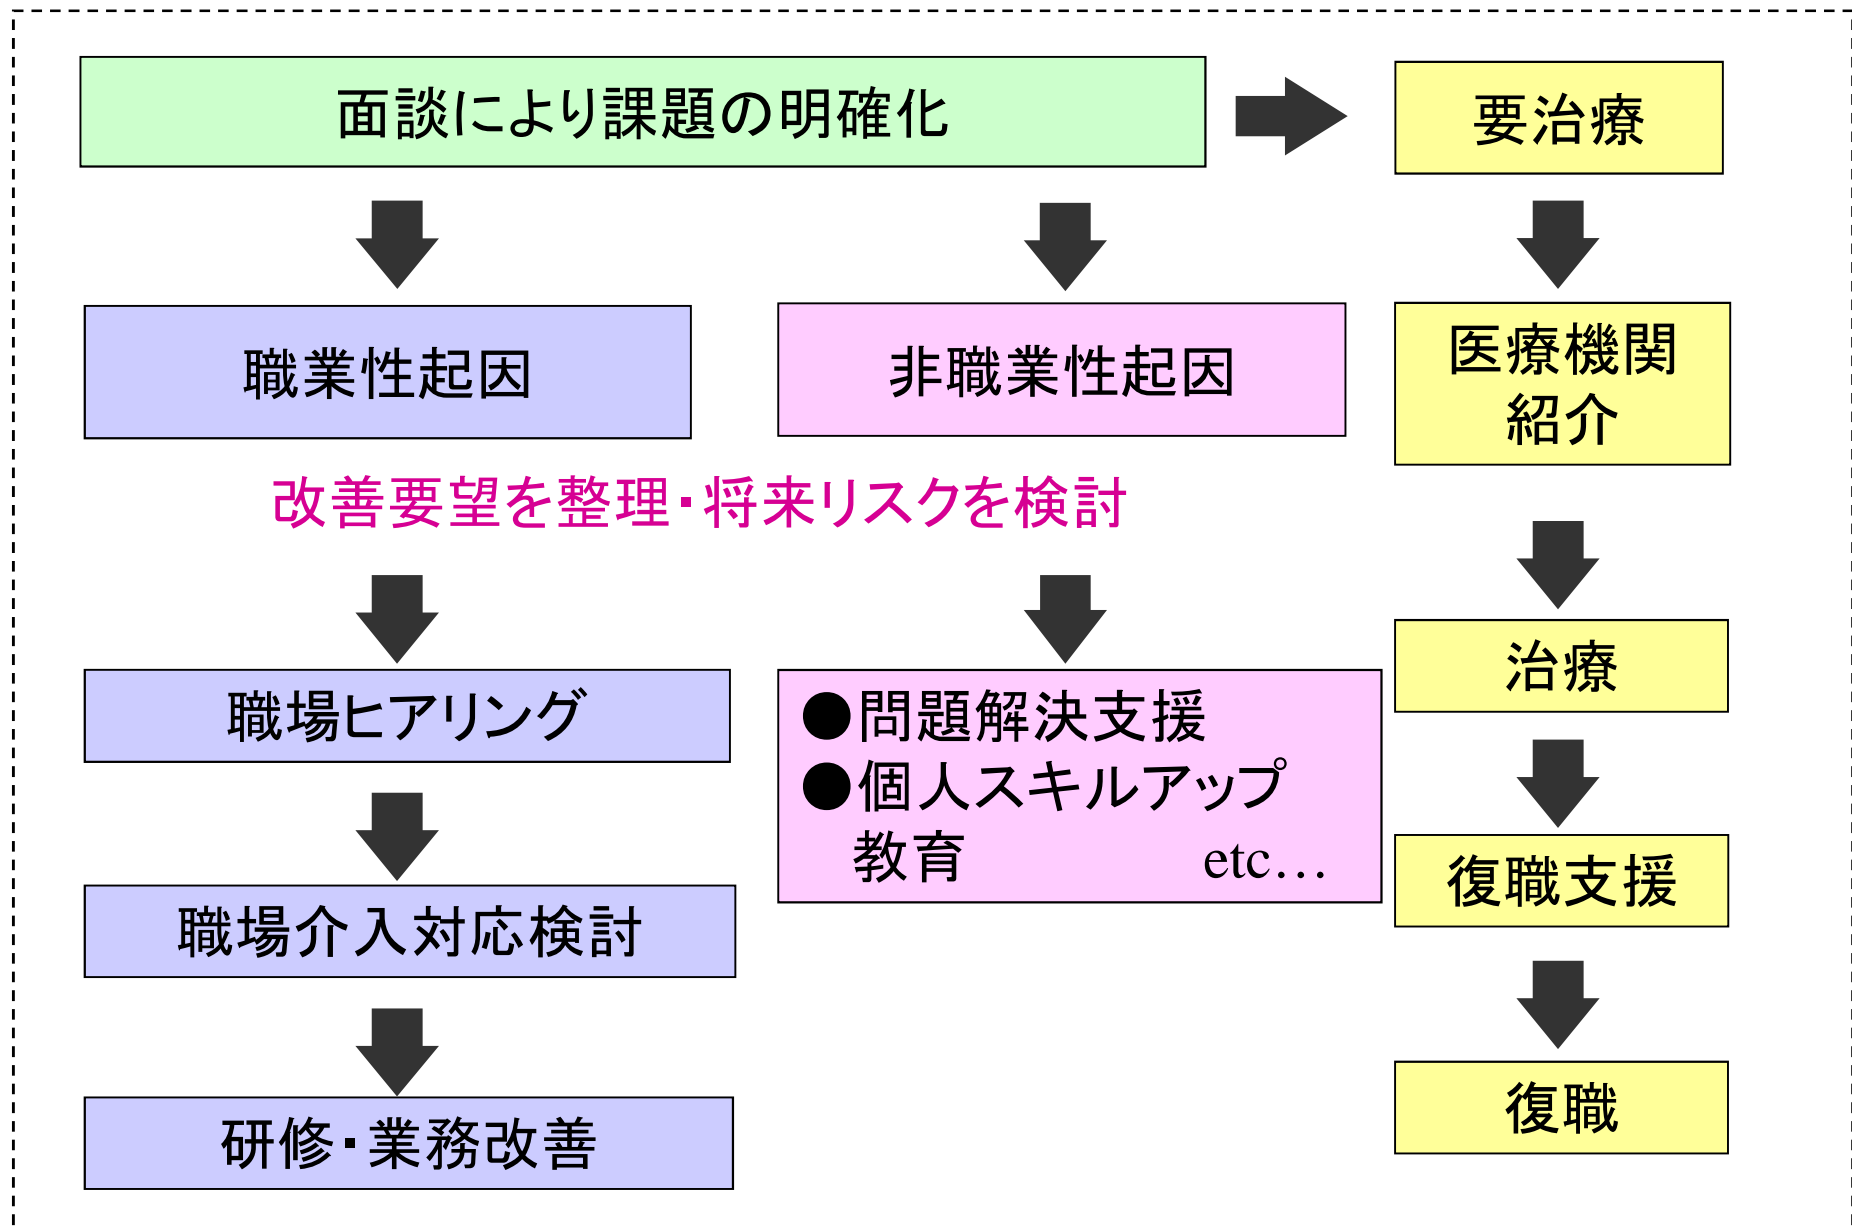 面談により課題の明確化
要治療
職業性起因
非職業性起因
医療機関
紹介
改善要望を整理・将来リスクを検討
職場ヒアリング
●問題解決支援
●個人スキルアップ
教育 etc…
治療
職場介入対応検討
復職支援
研修・業務改善
復職